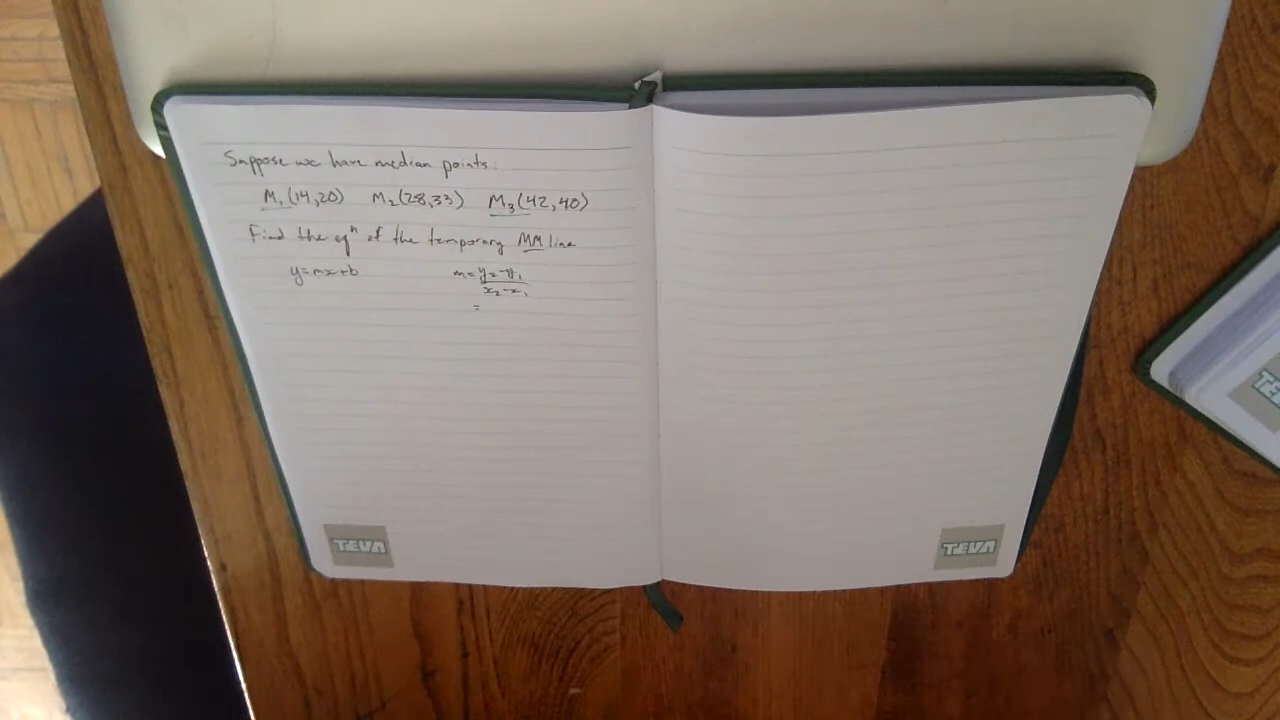 Suppose we have median points:
M₁(14,20) M₂(28,33) M₃(42,40)
Find the eqⁿ of the temporary MM line
y=mx+b m=y₂-y₁
x₂-x₁
=
TEVA
TEVA